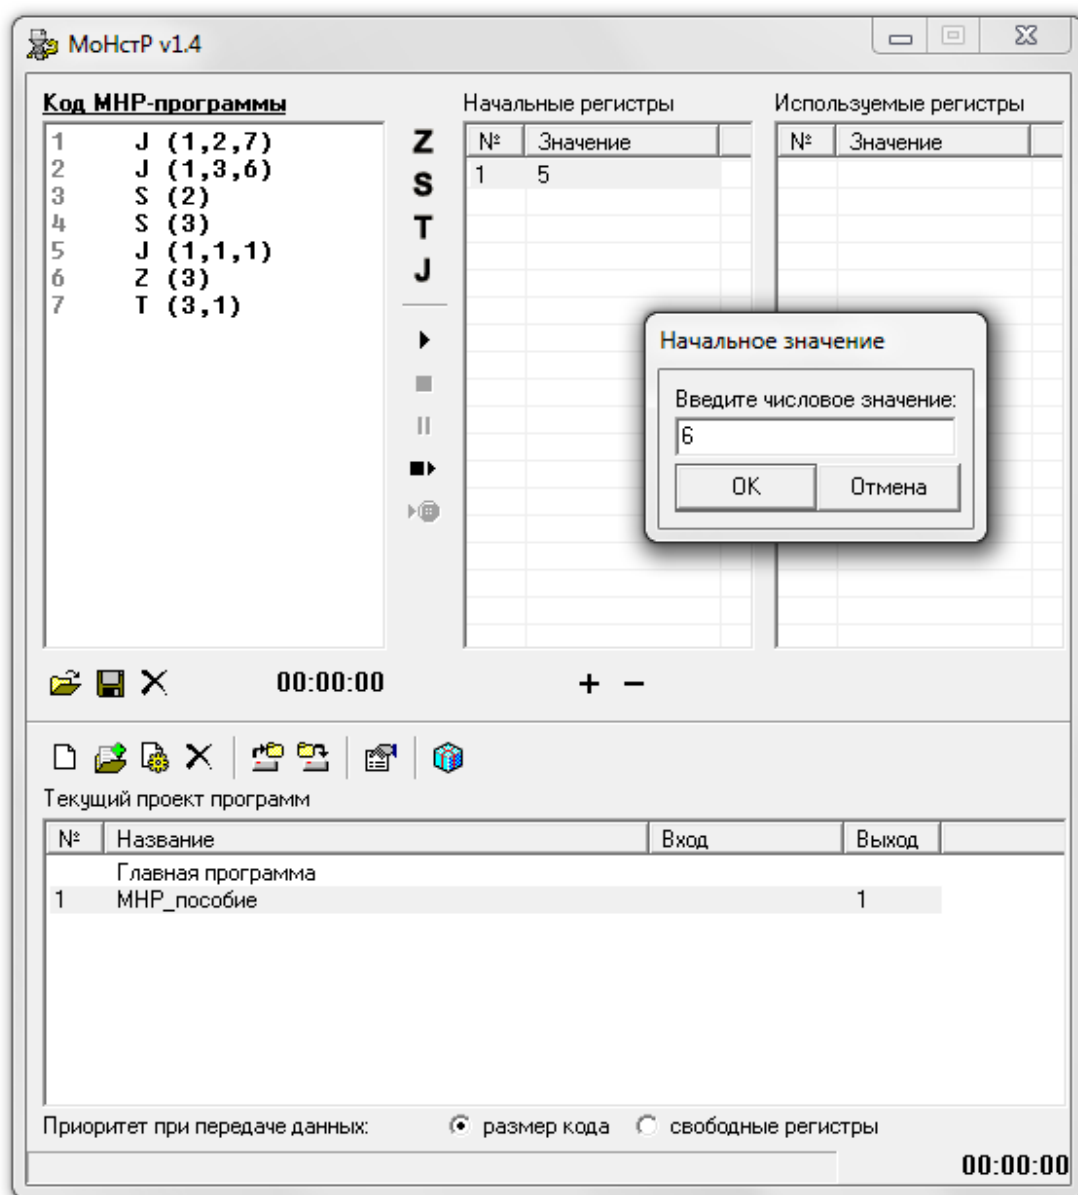 МоНстР v1.4
Код МНР-программы
Начальные регистры
Используемые регистры
1 J (1,2,7)
2 J (1,3,6)
3 S (2)
4 S (3)
5 J (1,1,1)
6 Z (3)
7 T (3,1)
Z
S
T
J
№ Значение
1 5
№ Значение
Начальное значение
Введите числовое значение:
6
OK Отмена
00:00:00
+ −
Текущий проект программ
№ Название Вход Выход
Главная программа
1 МНР_пособие 1
Приоритет при передаче данных: размер кода свободные регистры
00:00:00